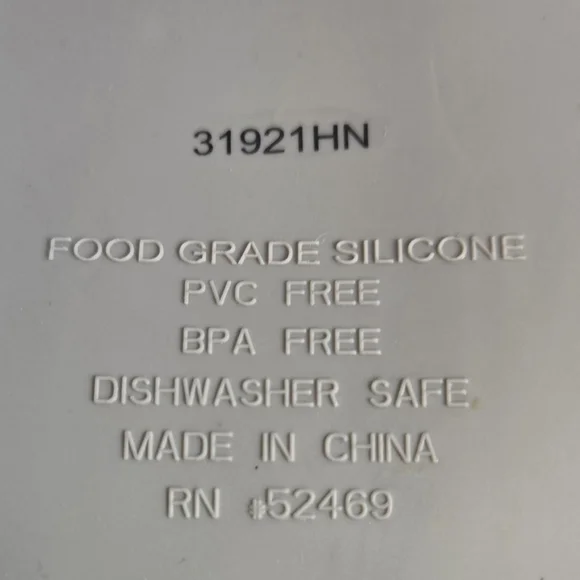 31921HN
FOOD GRADE SILICONE
PVC FREE
BPA FREE
DISHWASHER SAFE
MADE IN CHINA
RN #52469